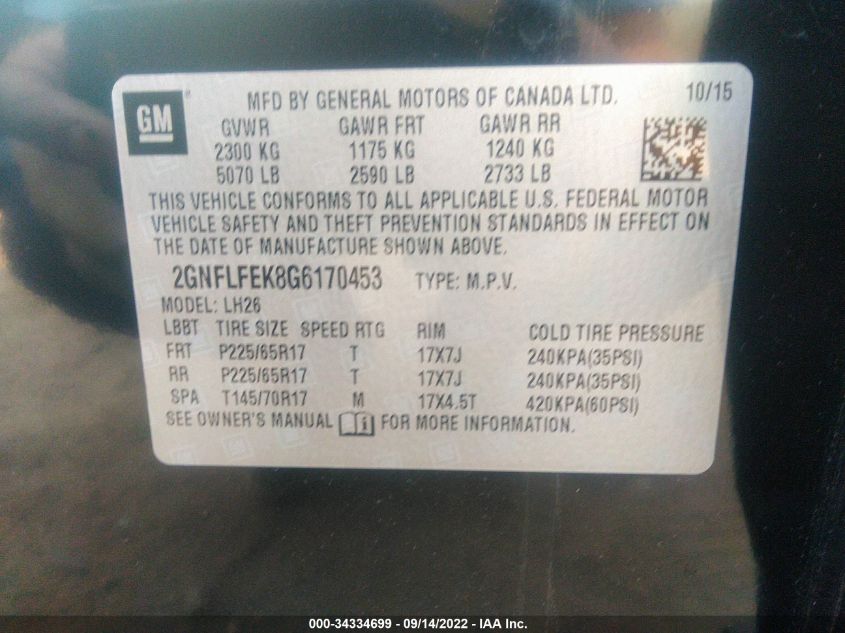 GM
MFD BY GENERAL MOTORS OF CANADA LTD. 10/15
GVWR GAWR FRT GAWR RR
2300 KG 1175 KG 1240 KG
5070 LB 2590 LB 2733 LB
THIS VEHICLE CONFORMS TO ALL APPLICABLE U.S. FEDERAL MOTOR
VEHICLE SAFETY AND THEFT PREVENTION STANDARDS IN EFFECT ON
THE DATE OF MANUFACTURE SHOWN ABOVE.
2GNFLFEK8G6170453 TYPE: M.P.V.
MODEL: LH26
LBBT TIRE SIZE SPEED RTG RIM COLD TIRE PRESSURE
FRT P225/65R17 T 17X7J 240KPA(35PSI)
RR P225/65R17 T 17X7J 240KPA(35PSI)
SPA T145/70R17 M 17X4.5T 420KPA(60PSI)
SEE OWNER'S MANUAL FOR MORE INFORMATION.
000-34334699 - 09/14/2022 - IAA Inc.